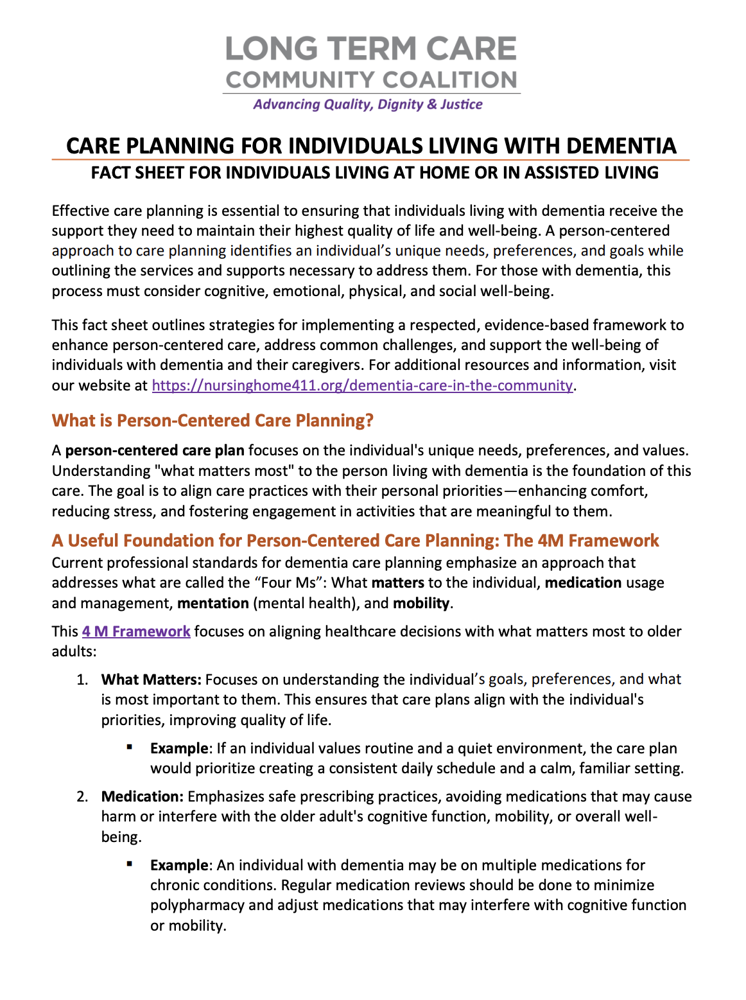 LONG TERM CARE
COMMUNITY COALITION
Advancing Quality, Dignity & Justice
CARE PLANNING FOR INDIVIDUALS LIVING WITH DEMENTIA
FACT SHEET FOR INDIVIDUALS LIVING AT HOME OR IN ASSISTED LIVING
Effective care planning is essential to ensuring that individuals living with dementia receive the
support they need to maintain their highest quality of life and well-being. A person-centered
approach to care planning identifies an individual’s unique needs, preferences, and goals while
outlining the services and supports necessary to address them. For those with dementia, this
process must consider cognitive, emotional, physical, and social well-being.
This fact sheet outlines strategies for implementing a respected, evidence-based framework to
enhance person-centered care, address common challenges, and support the well-being of
individuals with dementia and their caregivers. For additional resources and information, visit
our website at https://nursinghome411.org/dementia-care-in-the-community.
What is Person-Centered Care Planning?
A person-centered care plan focuses on the individual's unique needs, preferences, and values.
Understanding "what matters most" to the person living with dementia is the foundation of this
care. The goal is to align care practices with their personal priorities—enhancing comfort,
reducing stress, and fostering engagement in activities that are meaningful to them.
A Useful Foundation for Person-Centered Care Planning: The 4M Framework
Current professional standards for dementia care planning emphasize an approach that
addresses what are called the “Four Ms”: What matters to the individual, medication usage
and management, mentation (mental health), and mobility.
This 4 M Framework focuses on aligning healthcare decisions with what matters most to older
adults:
1. What Matters: Focuses on understanding the individual’s goals, preferences, and what
is most important to them. This ensures that care plans align with the individual's
priorities, improving quality of life.
▪ Example: If an individual values routine and a quiet environment, the care plan
would prioritize creating a consistent daily schedule and a calm, familiar setting.
2. Medication: Emphasizes safe prescribing practices, avoiding medications that may cause
harm or interfere with the older adult's cognitive function, mobility, or overall well-
being.
▪ Example: An individual with dementia may be on multiple medications for
chronic conditions. Regular medication reviews should be done to minimize
polypharmacy and adjust medications that may interfere with cognitive function
or mobility.